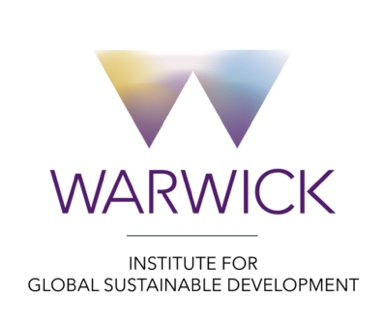 WARWICK
INSTITUTE FOR
GLOBAL SUSTAINABLE DEVELOPMENT